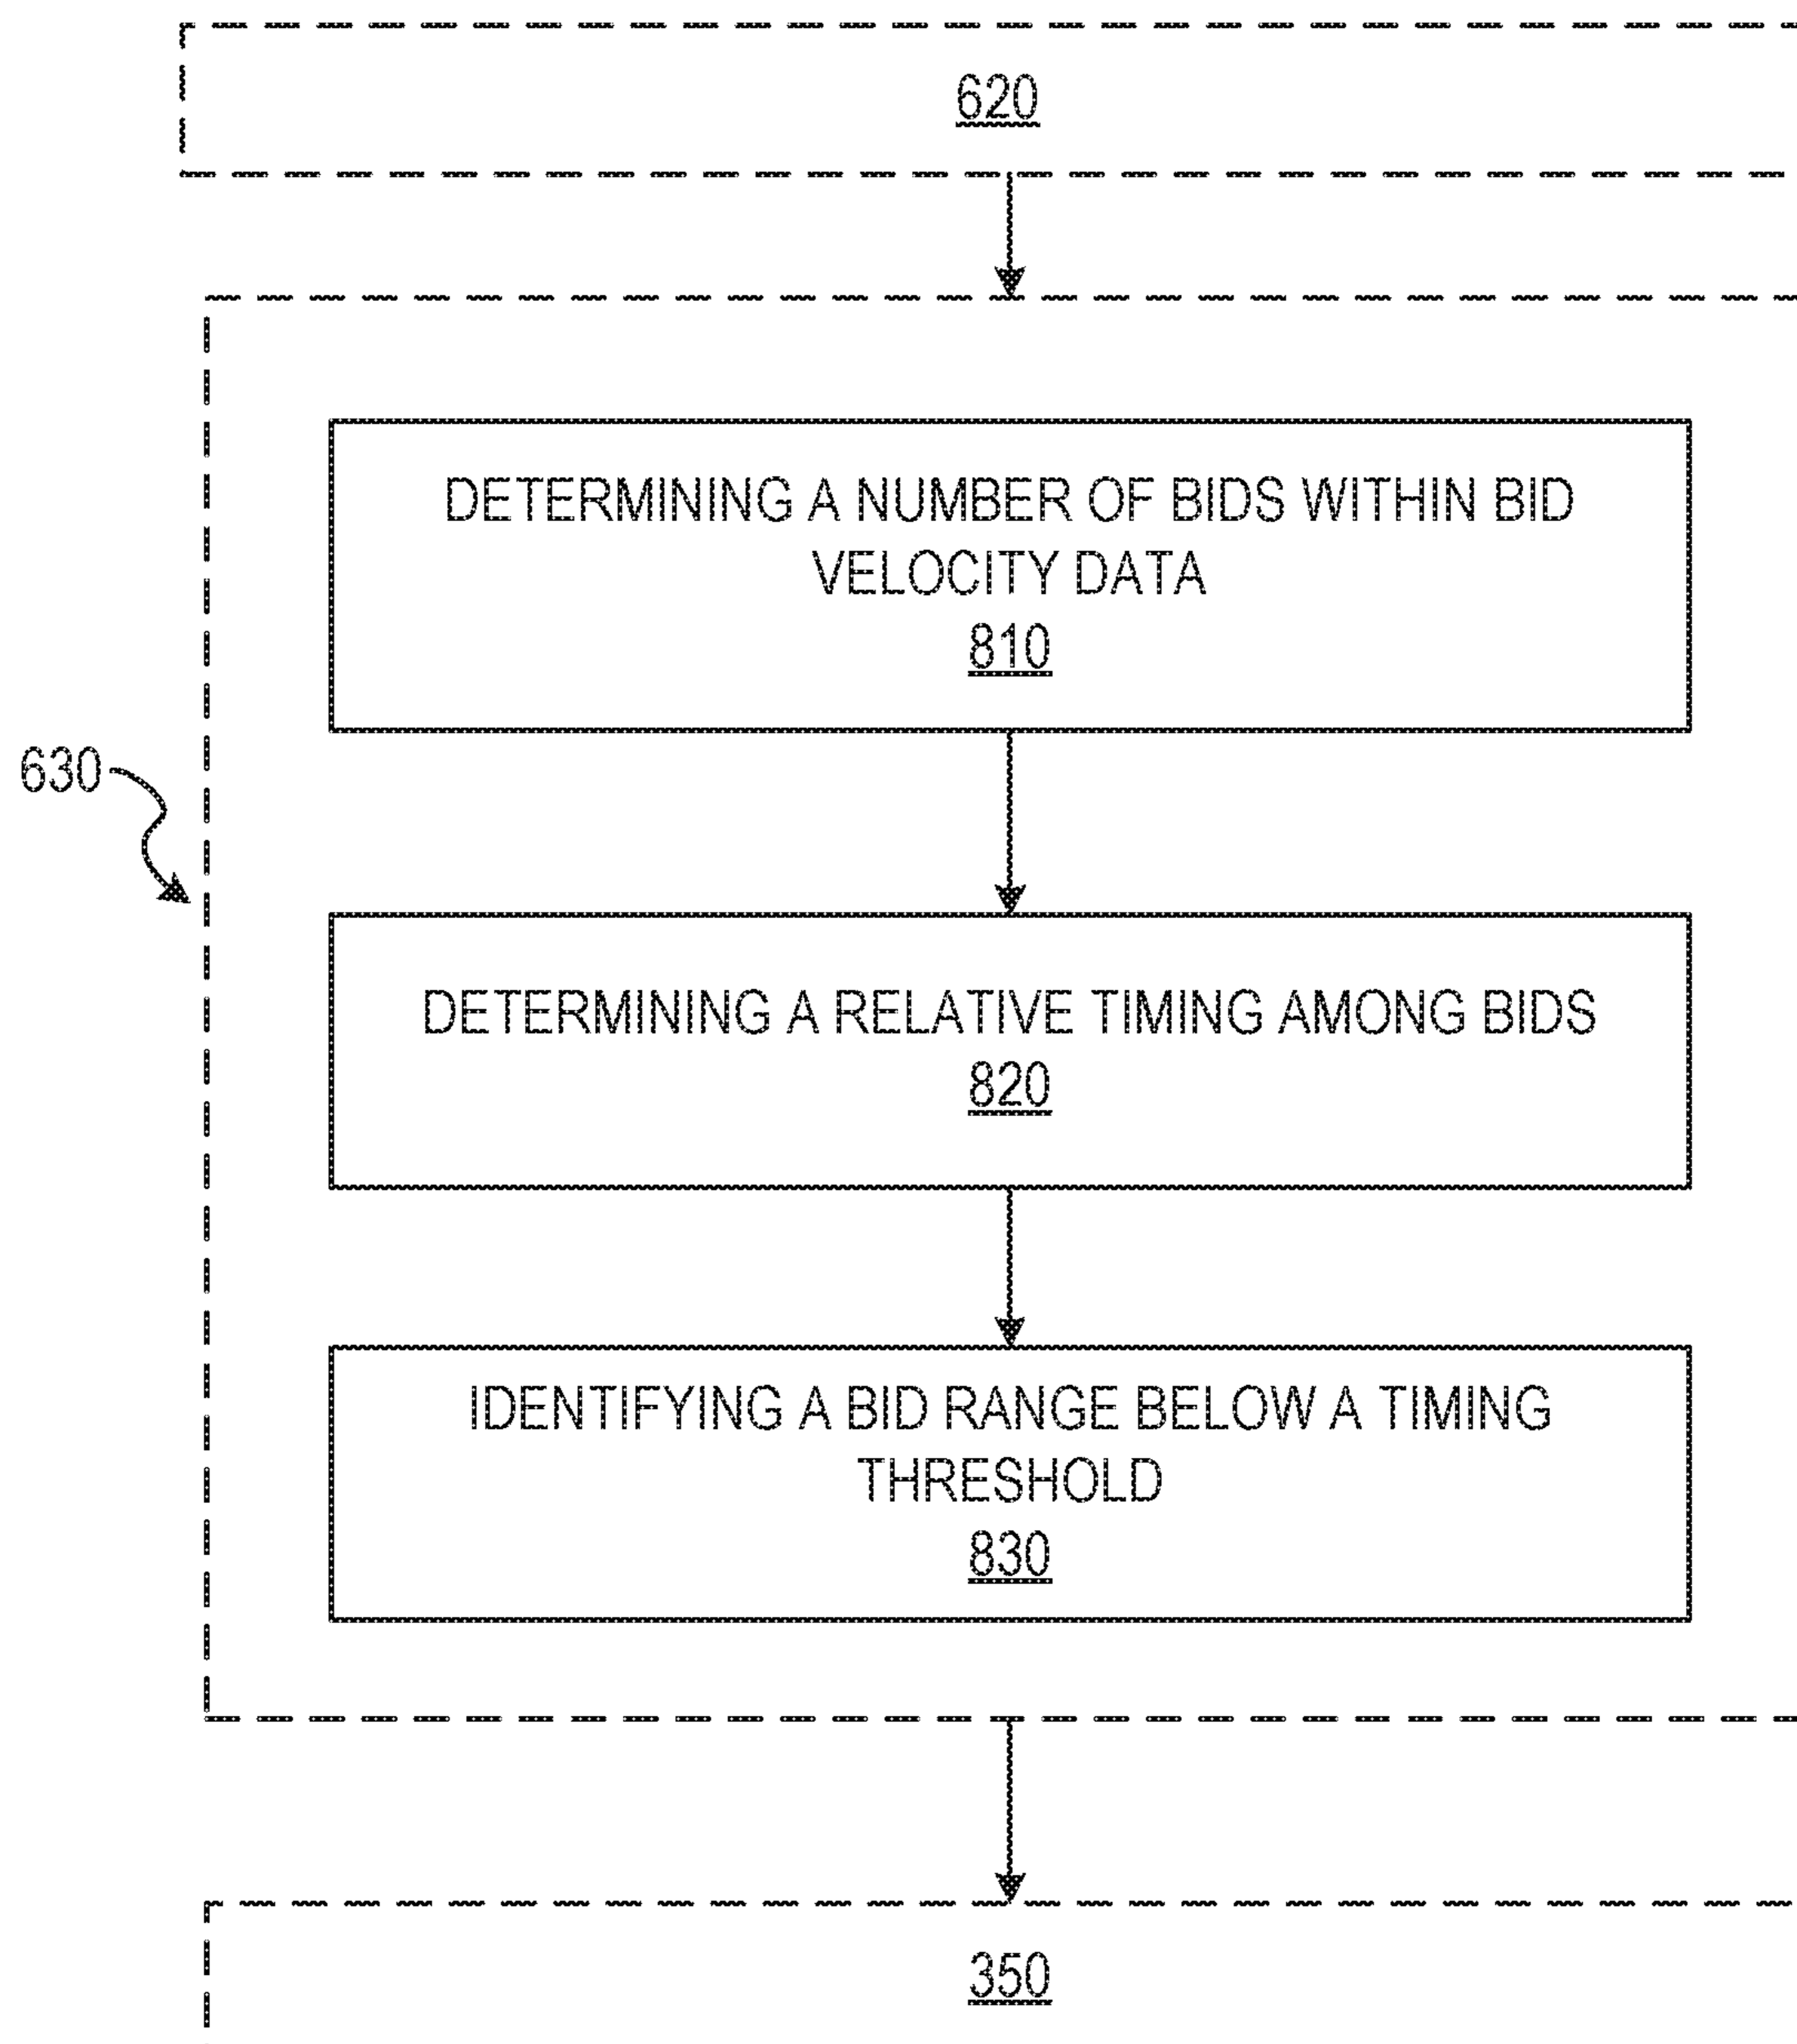 620
DETERMINING A NUMBER OF BIDS WITHIN BID
VELOCITY DATA
810
630
DETERMINING A RELATIVE TIMING AMONG BIDS
820
IDENTIFYING A BID RANGE BELOW A TIMING
THRESHOLD
830
350